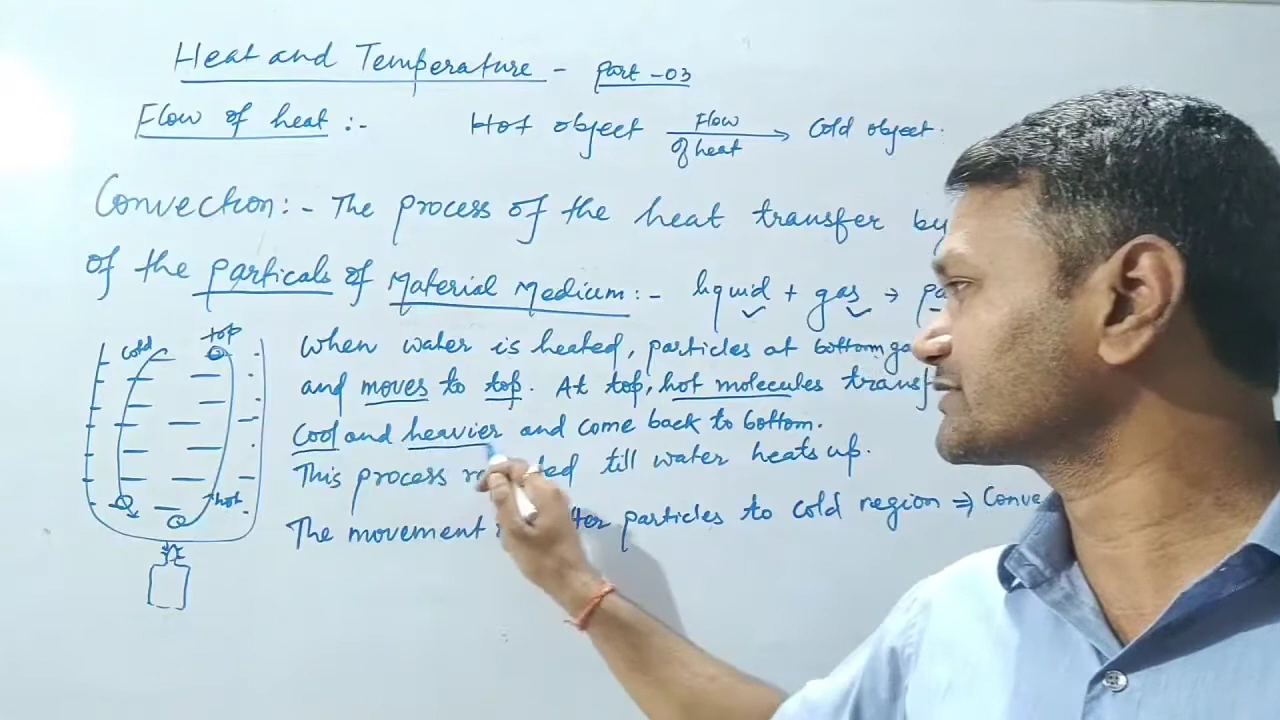 Heat and Temperature - Part -03
Flow of heat :- Hot object Flow of heat → Cold object.
Convection:- The process of the heat transfer by
of the particals of Material Medium:- liquid + gas →
cold top
When water is heated, particles at bottom
and moves to top. At top, hot molecules
Cool and heavier and come back to bottom.
This process till water heats up.
hot
The movement particles to cold region ⇒